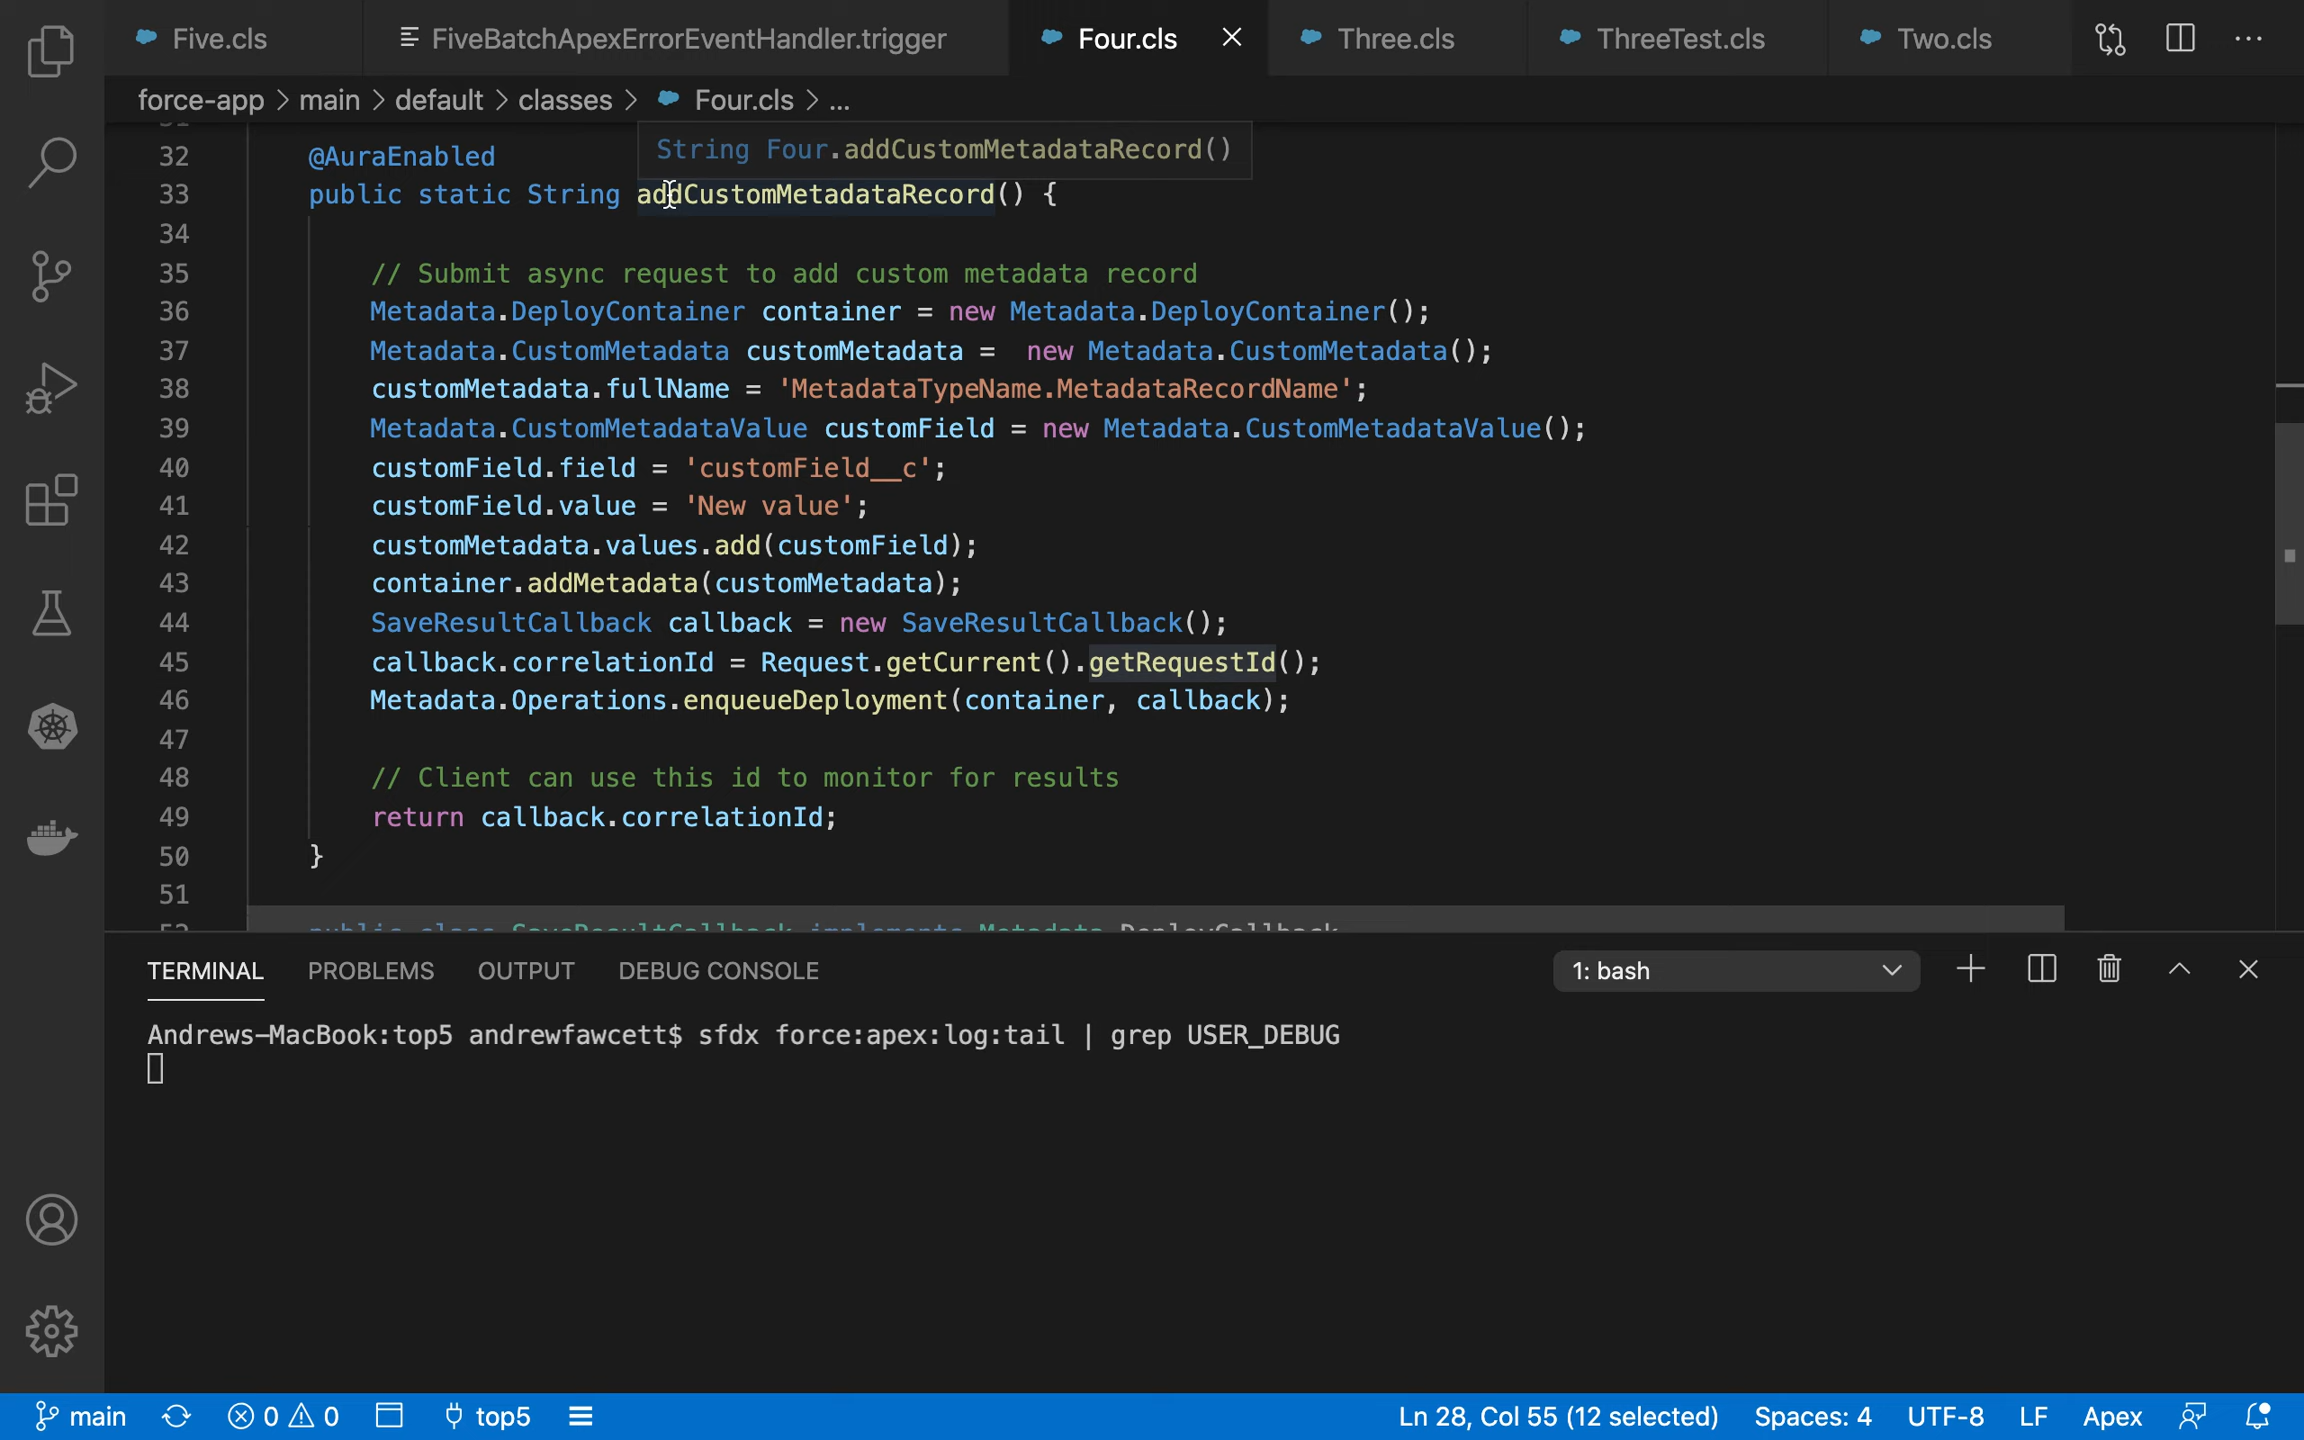 Five.cls
FiveBatchApexErrorEventHandler.trigger
Four.cls
Three.cls
ThreeTest.cls
Two.cls
force-app > main > default > classes > Four.cls > ...
String Four.addCustomMetadataRecord()
32 @AuraEnabled
33 public static String addCustomMetadataRecord() {
34
35 // Submit async request to add custom metadata record
36 Metadata.DeployContainer container = new Metadata.DeployContainer();
37 Metadata.CustomMetadata customMetadata =  new Metadata.CustomMetadata();
38 customMetadata.fullName = 'MetadataTypeName.MetadataRecordName';
39 Metadata.CustomMetadataValue customField = new Metadata.CustomMetadataValue();
40 customField.field = 'customField__c';
41 customField.value = 'New value';
42 customMetadata.values.add(customField);
43 container.addMetadata(customMetadata);
44 SaveResultCallback callback = new SaveResultCallback();
45 callback.correlationId = Request.getCurrent().getRequestId();
46 Metadata.Operations.enqueueDeployment(container, callback);
47
48 // Client can use this id to monitor for results
49 return callback.correlationId;
50 }
51
public class SaveResultCallback implements Metadata.DeployCallback
TERMINAL PROBLEMS OUTPUT DEBUG CONSOLE 1: bash
Andrews-MacBook:top5 andrewfawcett$ sfdx force:apex:log:tail | grep USER_DEBUG
main 0 0 top5 Ln 28, Col 55 (12 selected) Spaces: 4 UTF-8 LF Apex